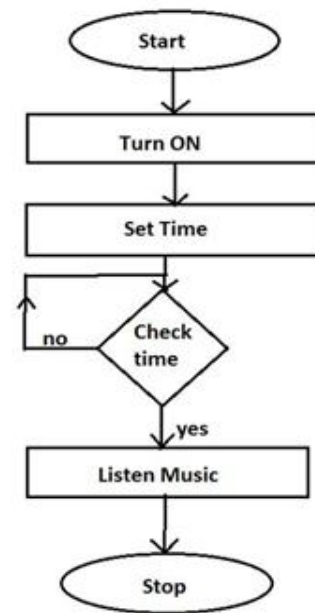 Start
Turn ON
Set Time
Check
time
no
yes
Listen Music
Stop